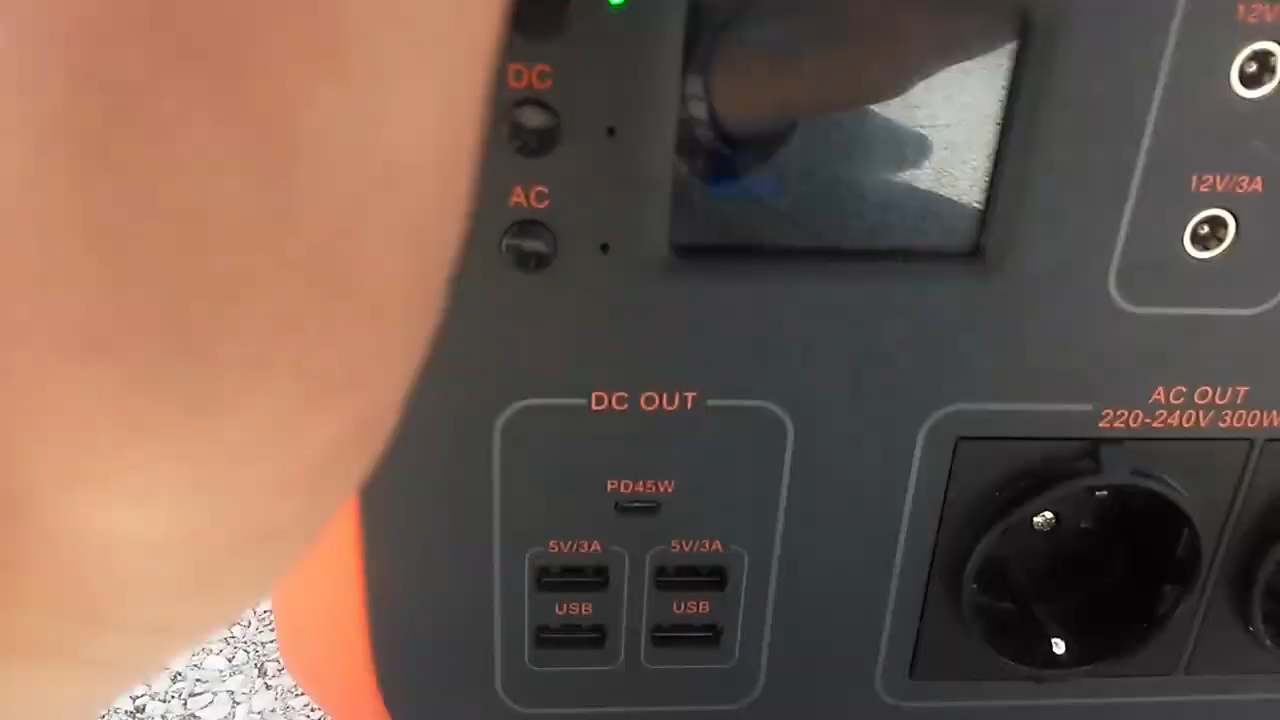 DC
AC
12V
12V/3A
DC OUT
PD45W
5V/3A
5V/3A
USB
USB
AC OUT
220-240V 300W